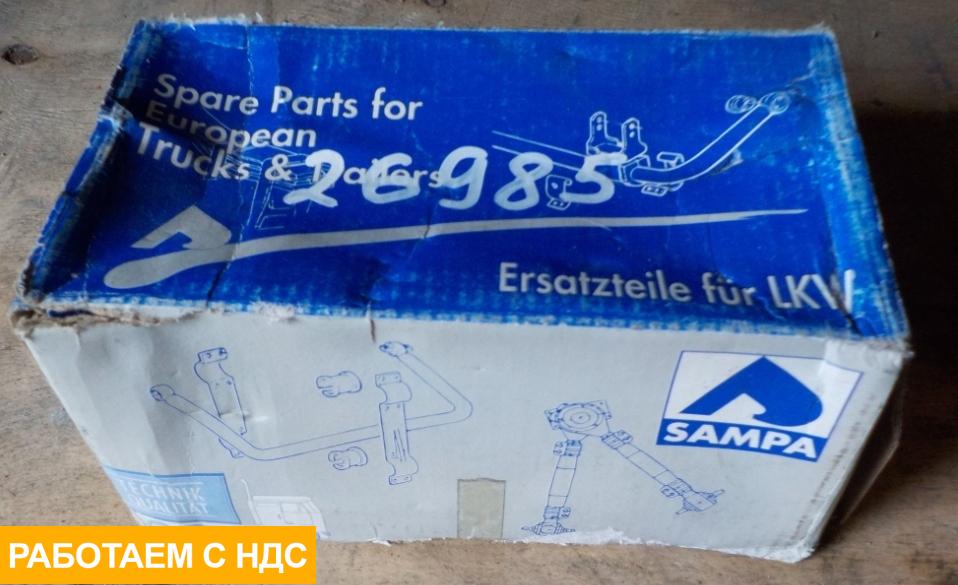 Spare Parts for
European
Trucks & Trailers
26985
Ersatzteile für LKW
SAMPA
TECHNIK
QUALITÄT
РАБОТАЕМ С НДС